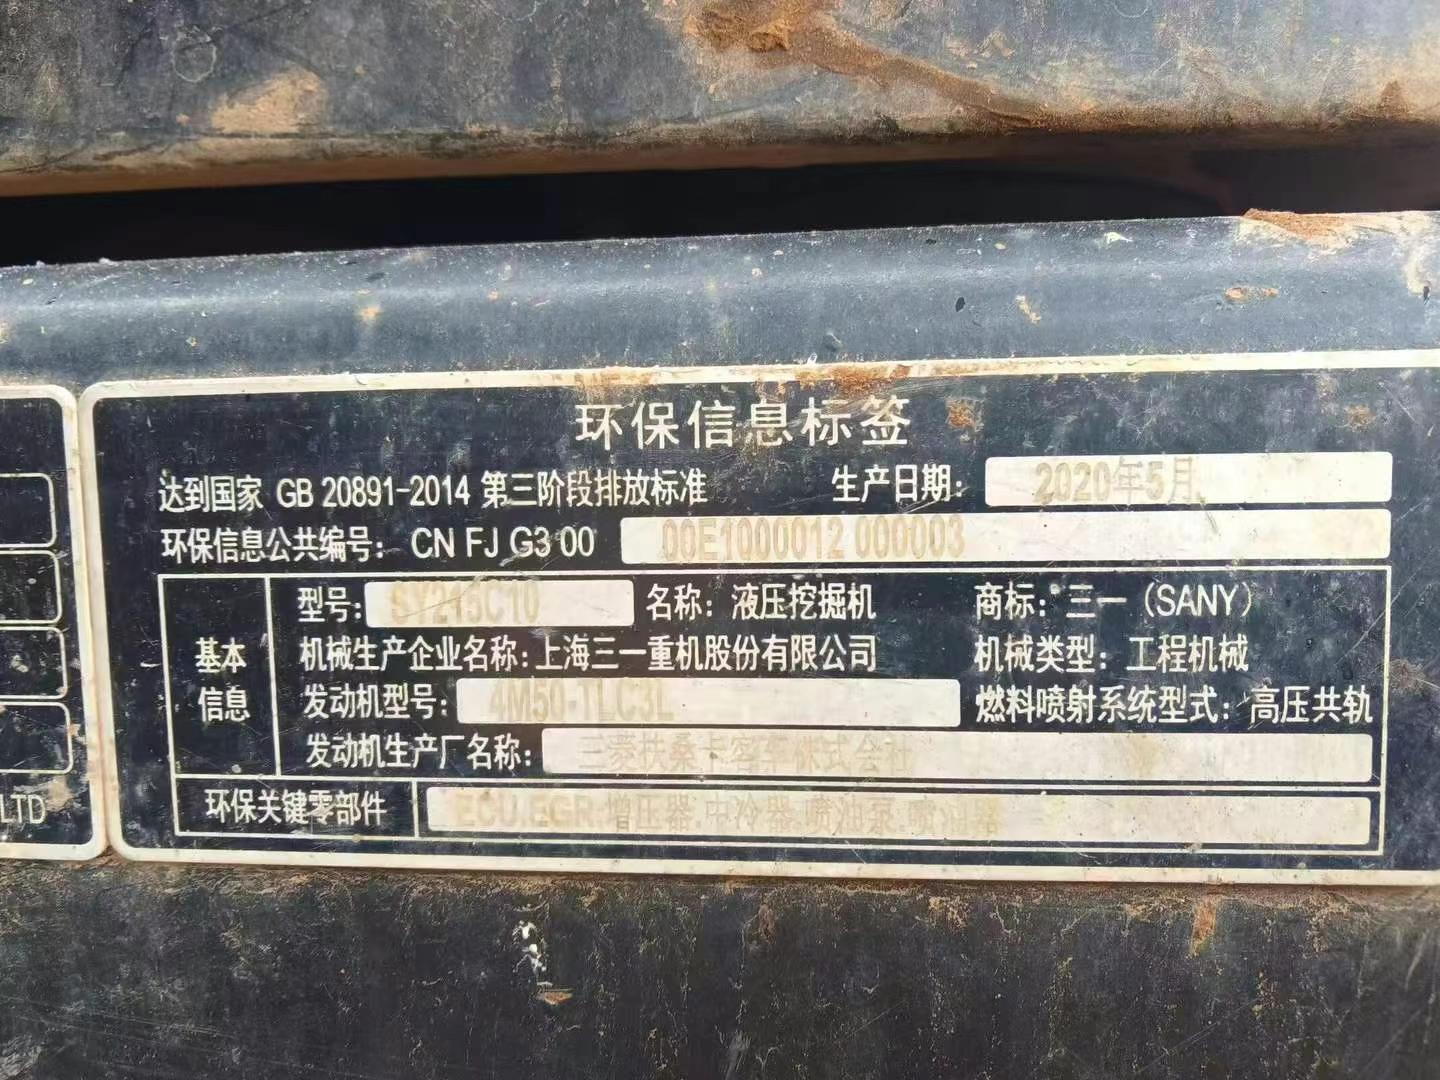 环保信息标签
达到国家 GB 20891-2014 第三阶段排放标准 生产日期: 2020年5月
环保信息公共编号: CN FJ G3 00 00E1000012 000003
基本信息
型号: SY215C10 名称: 液压挖掘机 商标: 三一 (SANY)
机械生产企业名称: 上海三一重机股份有限公司 机械类型: 工程机械
发动机型号: 4M50-TLC3L 燃料喷射系统型式: 高压共轨
发动机生产厂名称: 三菱扶桑卡客车株式会社
环保关键零部件 ECU.EGR.增压器.中冷器.喷油泵.喷油器
LTD